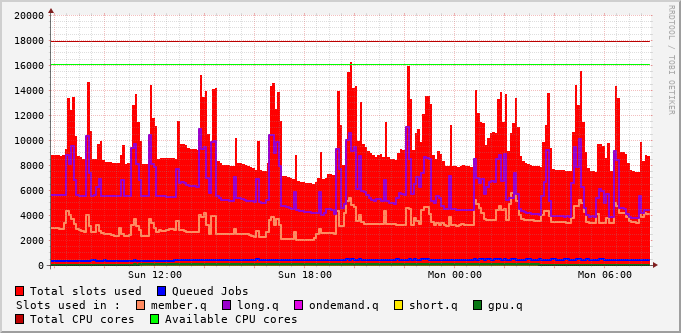 20000
18000
16000
14000
12000
10000
8000
6000
4000
2000
0
Sun 12:00 Sun 18:00 Mon 00:00 Mon 06:00
Total slots used Queued Jobs
Slots used in : member.q long.q ondemand.q short.q gpu.q
Total CPU cores Available CPU cores
RRDTOOL / TOBI OETIKER